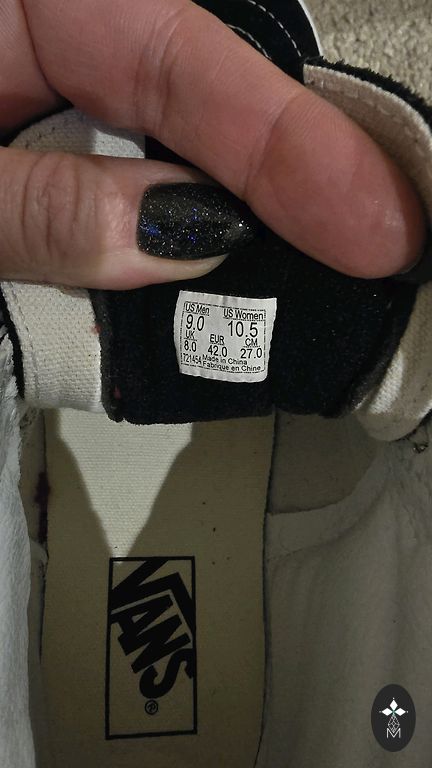 US Men US Women
9.0 10.5
UK EUR CM
8.0 42.0 27.0
721454 Made in China
Fabriqué en Chine
VANS
®
M